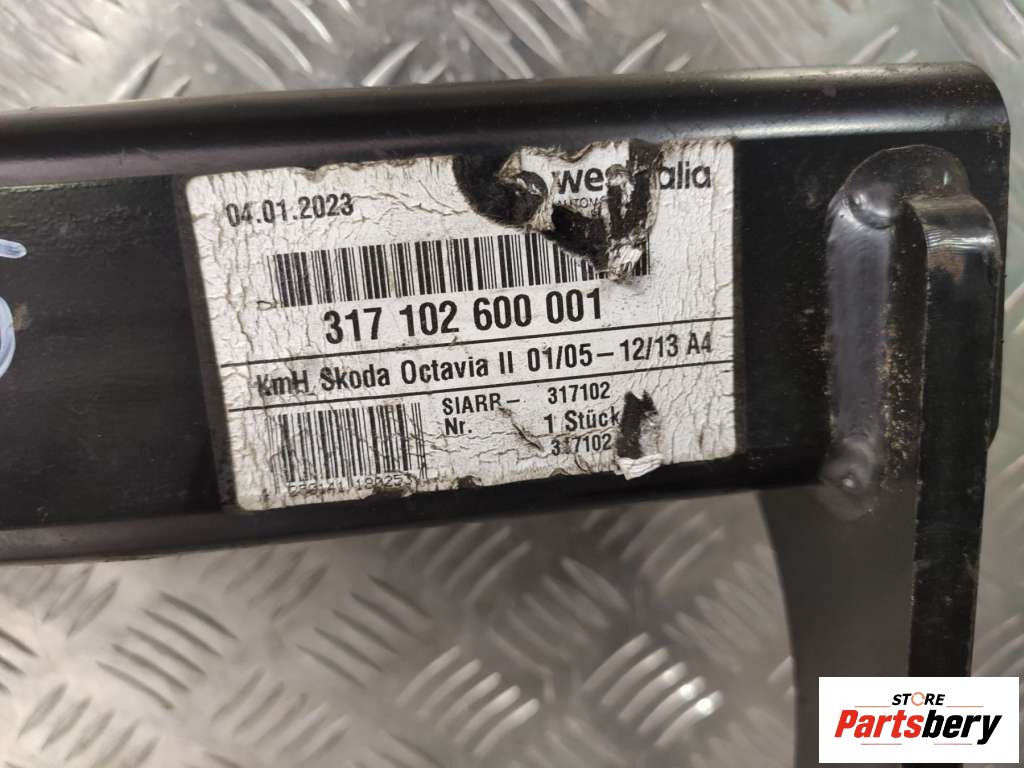 04.01.2023
317 102 600 001
KmH Skoda Octavia II 01/05 – 12/13 A4
SIARR – 317102
Nr. 1 Stück
317102
STORE
Partsbery